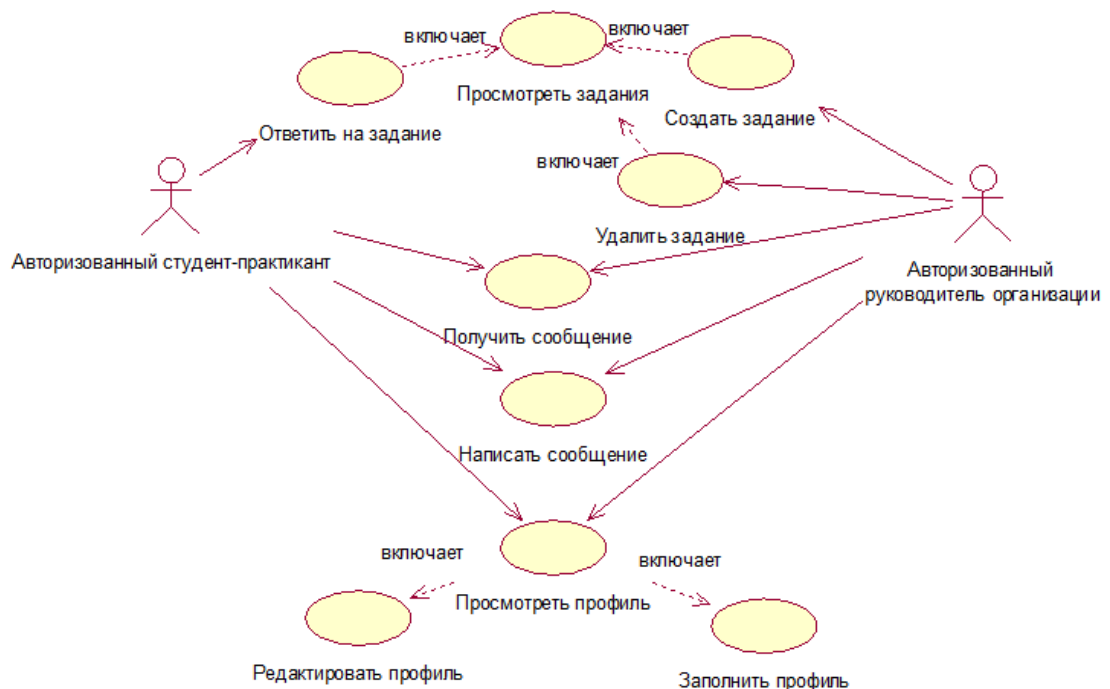 включает
включает
Просмотреть задания
Ответить на задание
Создать задание
включает
Удалить задание
Авторизованный студент-практикант
Авторизованный
руководитель организации
Получить сообщение
Написать сообщение
включает
включает
Просмотреть профиль
Редактировать профиль
Заполнить профиль